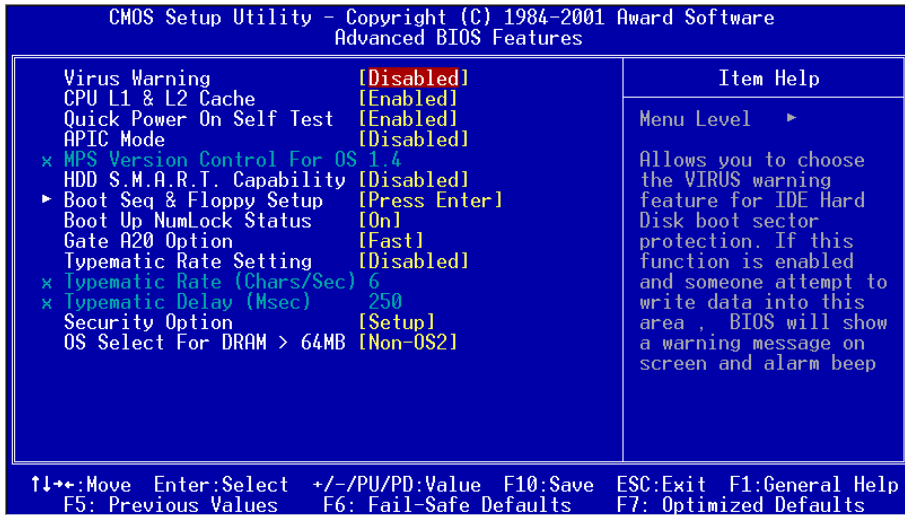 CMOS Setup Utility – Copyright (C) 1984-2001 Award Software
Advanced BIOS Features
Virus Warning [Disabled]
CPU L1 & L2 Cache [Enabled]
Quick Power On Self Test [Enabled]
APIC Mode [Disabled]
x MPS Version Control For OS 1.4
HDD S.M.A.R.T. Capability [Disabled]
► Boot Seq & Floppy Setup [Press Enter]
Boot Up NumLock Status [On]
Gate A20 Option [Fast]
Typematic Rate Setting [Disabled]
x Typematic Rate (Chars/Sec) 6
x Typematic Delay (Msec) 250
Security Option [Setup]
OS Select For DRAM > 64MB [Non-OS2]
Item Help
Menu Level ►
Allows you to choose
the VIRUS warning
feature for IDE Hard
Disk boot sector
protection. If this
function is enabled
and someone attempt to
write data into this
area , BIOS will show
a warning message on
screen and alarm beep
↑↓→←:Move Enter:Select +/-/PU/PD:Value F10:Save ESC:Exit F1:General Help
F5: Previous Values F6: Fail-Safe Defaults F7: Optimized Defaults